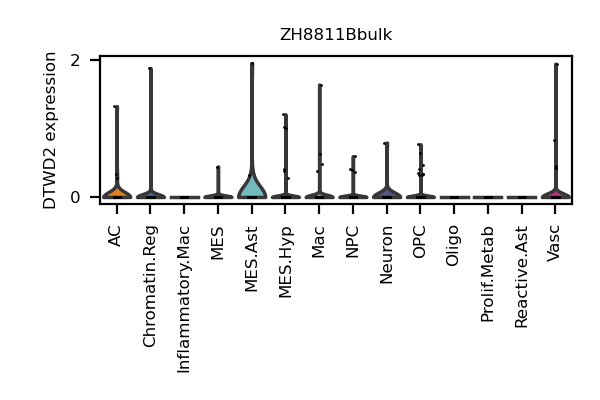 ZH8811Bbulk
DTWD2 expression
2
0
AC
Chromatin.Reg
Inflammatory.Mac
MES
MES.Ast
MES.Hyp
Mac
NPC
Neuron
OPC
Oligo
Prolif.Metab
Reactive.Ast
Vasc